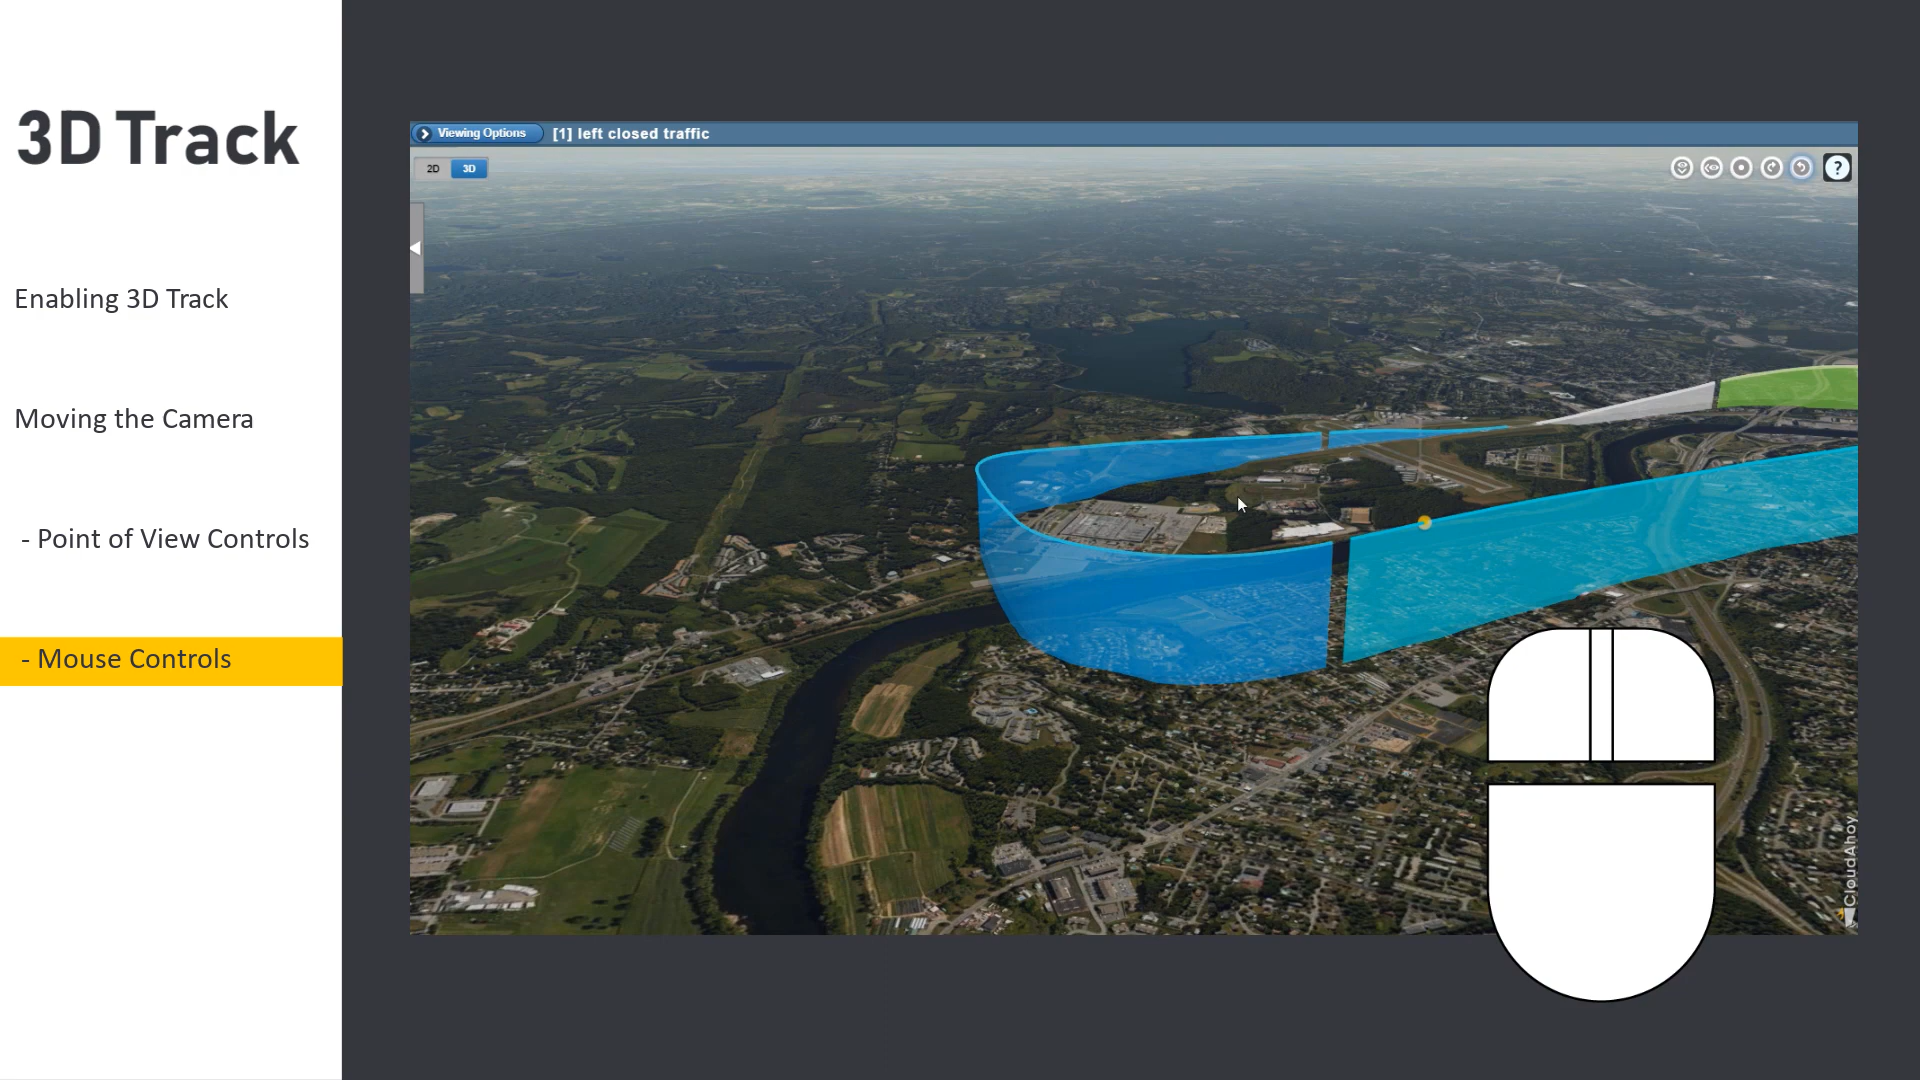 3D Track
Enabling 3D Track
Moving the Camera
- Point of View Controls
- Mouse Controls
Viewing Options
[1] left closed traffic
2D
3D
?
CloudAhoy